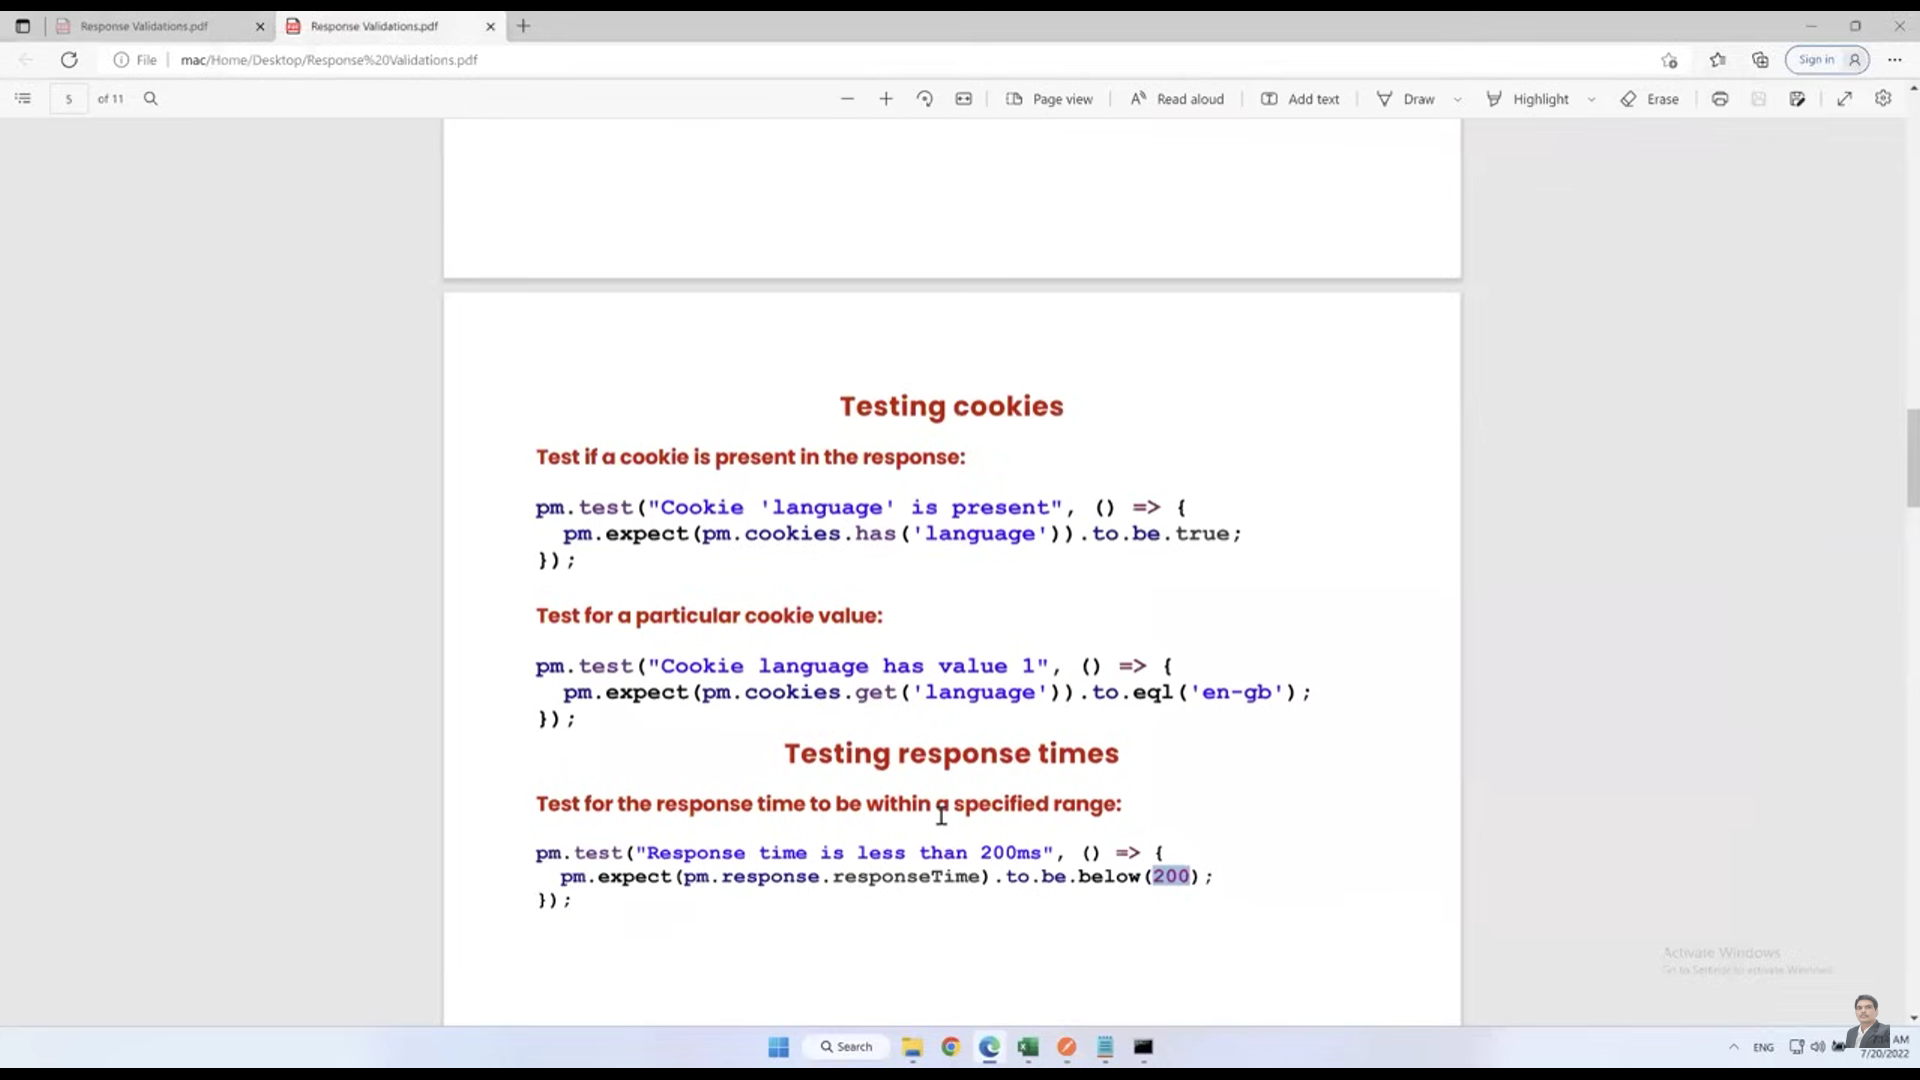 Response Validations.pdf
Response Validations.pdf
File
mac/Home/Desktop/Response%20Validations.pdf
Sign in
5 of 11
Page view
Read aloud
Add text
Draw
Highlight
Erase
Testing cookies
Test if a cookie is present in the response:
pm.test("Cookie 'language' is present", () => {
pm.expect(pm.cookies.has('language')).to.be.true;
});
Test for a particular cookie value:
pm.test("Cookie language has value 1", () => {
pm.expect(pm.cookies.get('language')).to.eql('en-gb');
});
Testing response times
Test for the response time to be within a specified range:
pm.test("Response time is less than 200ms", () => {
pm.expect(pm.response.responseTime).to.be.below(200);
});
Activate Windows
Go to Settings to activate Windows.
Search
ENG
AM
7/20/2022